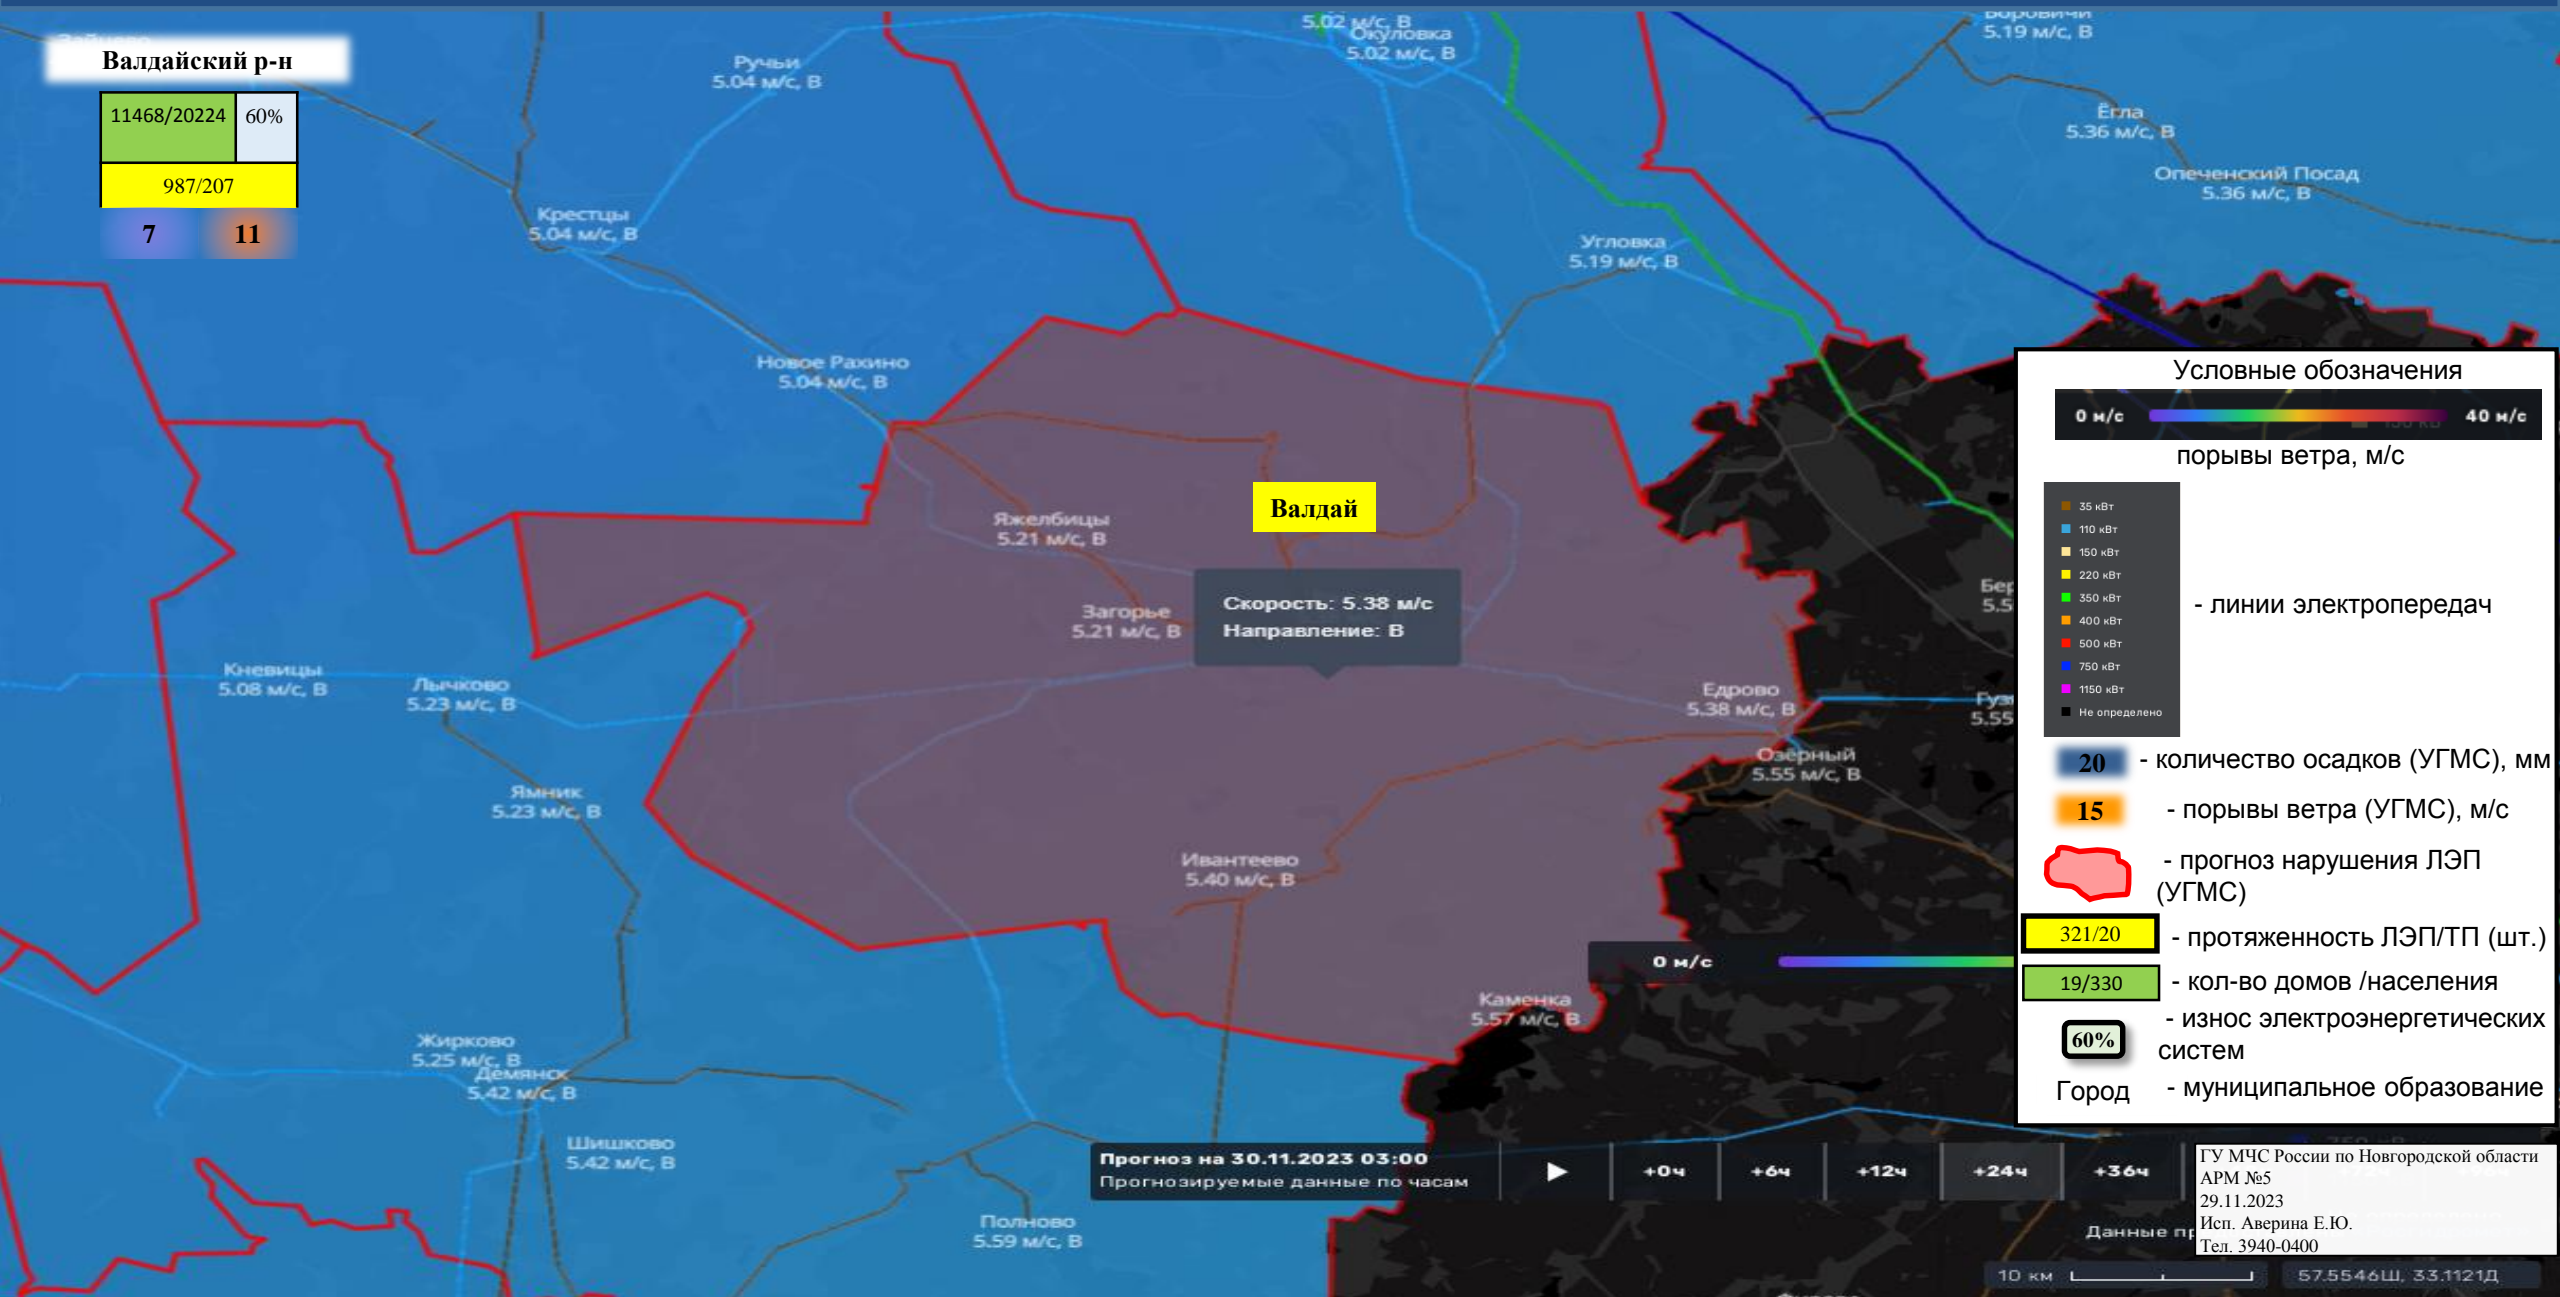 Валдайский р-н
11468/20224 60%
987/207
7 11
5.02 м/с, В
Окуловка
5.02 м/с, В
Боровичи
5.19 м/с, В
Ручьи
5.04 м/с, В
Ёгла
5.36 м/с, В
Опеченский Посад
5.36 м/с, В
Крестцы
5.04 м/с, В
Угловка
5.19 м/с, В
Новое Рахино
5.04 м/с, В
Валдай
Яжелбицы
5.21 м/с, В
Загорье
5.21 м/с, В
Скорость: 5.38 м/с
Направление: В
Кневицы
5.08 м/с, В
Лычково
5.23 м/с, В
Едрово
5.38 м/с, В
Озёрный
5.55 м/с, В
Ямник
5.23 м/с, В
Ивантеево
5.40 м/с, В
0 м/с
Каменка
5.57 м/с, В
Жирково
5.25 м/с, В
Демянск
5.42 м/с, В
Шишково
5.42 м/с, В
Полново
5.59 м/с, В
Прогноз на 30.11.2023 03:00
Прогнозируемые данные по часам
+0ч +6ч +12ч +24ч +36ч
Условные обозначения
0 м/с 40 м/с
порывы ветра, м/с
35 кВт
110 кВт
150 кВт
220 кВт
350 кВт
400 кВт
500 кВт
750 кВт
1150 кВт
Не определено
- линии электропередач
20 - количество осадков (УГМС), мм
15 - порывы ветра (УГМС), м/с
- прогноз нарушения ЛЭП
(УГМС)
321/20 - протяженность ЛЭП/ТП (шт.)
19/330 - кол-во домов /населения
60% - износ электроэнергетических
систем
Город - муниципальное образование
ГУ МЧС России по Новгородской области
АРМ №5
29.11.2023
Исп. Аверина Е.Ю.
Тел. 3940-0400
Данные
10 км
57.5546Ш, 33.1121Д